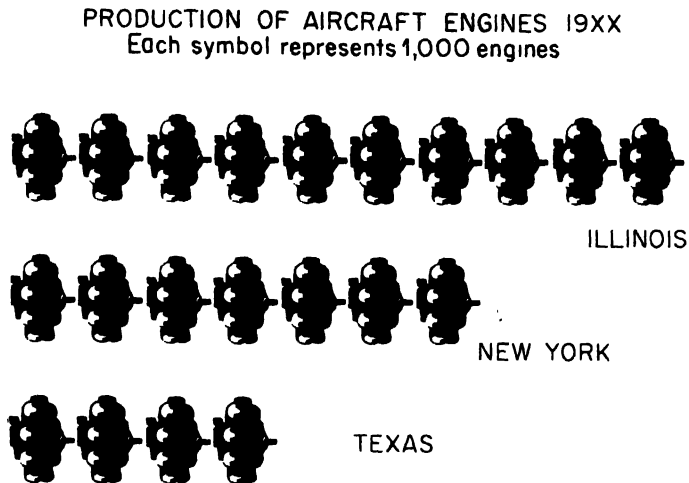 PRODUCTION OF AIRCRAFT ENGINES 19XX
Each symbol represents 1,000 engines
ILLINOIS
NEW YORK
TEXAS